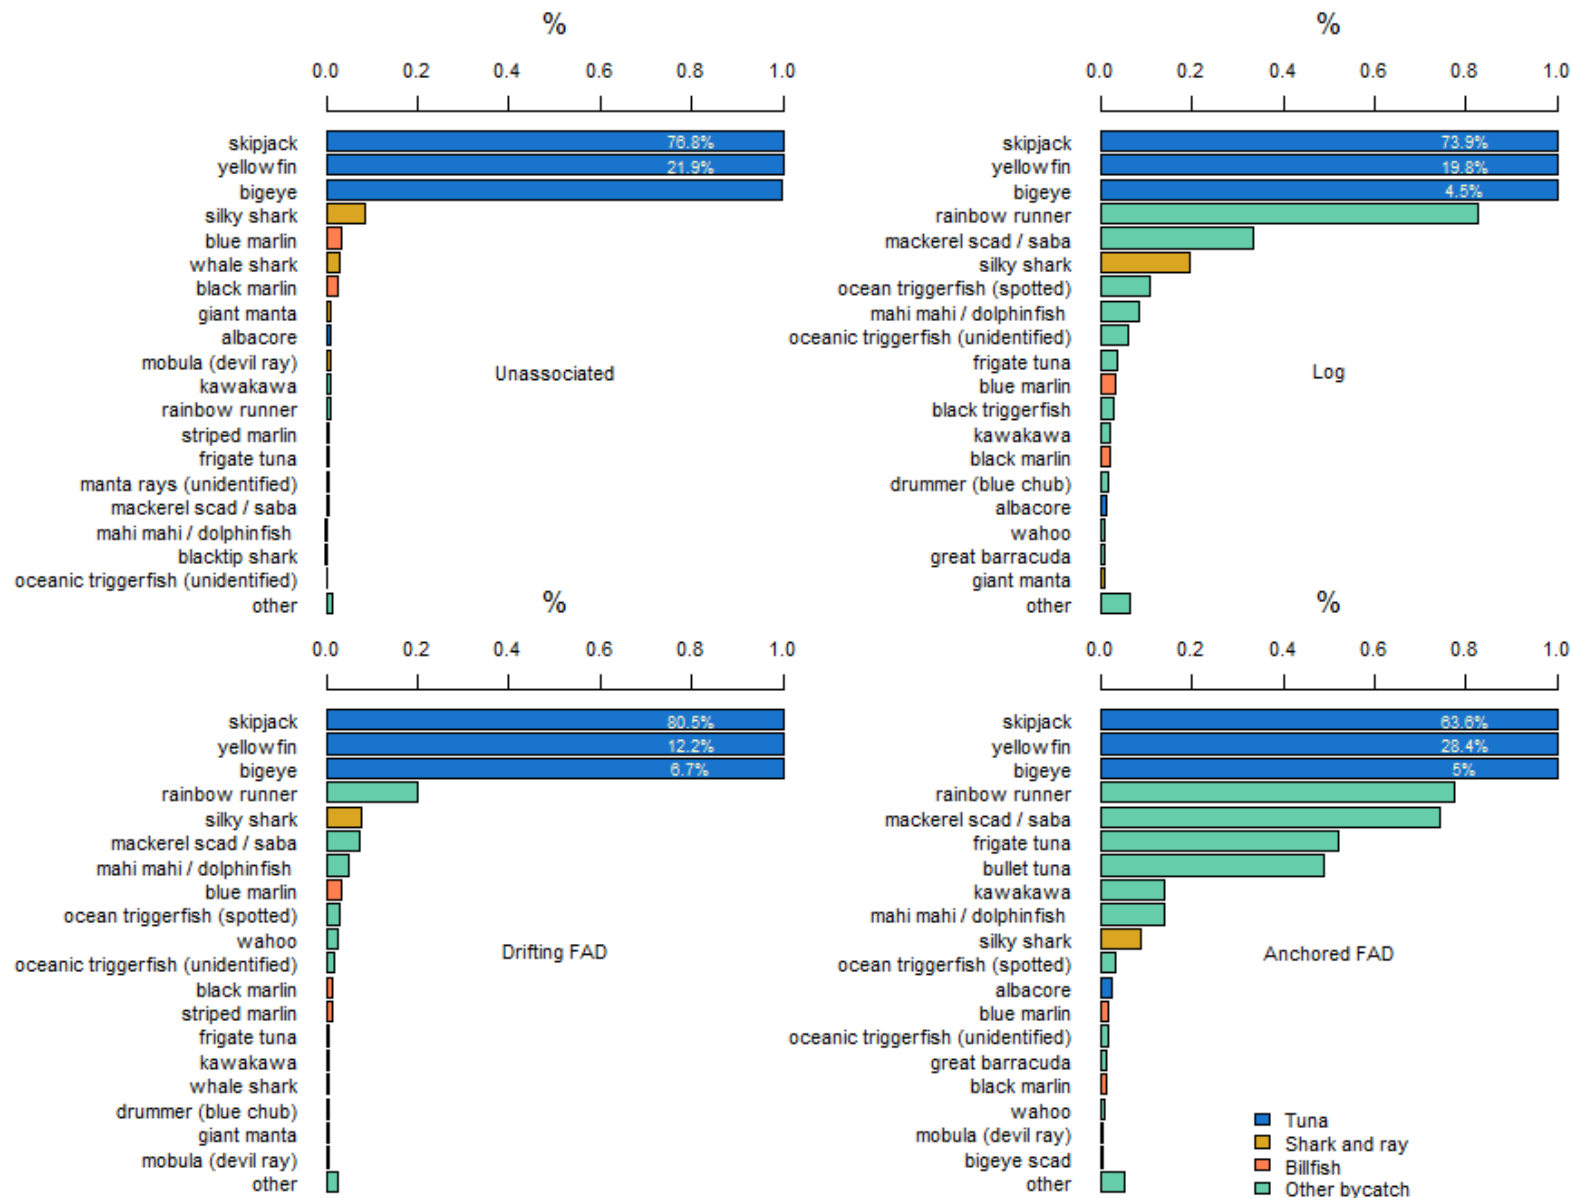 %
0.0 0.2 0.4 0.6 0.8 1.0
skipjack 76.8%
yellowfin 21.9%
bigeye
silky shark
blue marlin
whale shark
black marlin
giant manta
albacore
mobula (devil ray)
kawakawa
rainbow runner
striped marlin
frigate tuna
manta rays (unidentified)
mackerel scad / saba
mahi mahi / dolphinfish
blacktip shark
oceanic triggerfish (unidentified)
other
Unassociated
%
0.0 0.2 0.4 0.6 0.8 1.0
skipjack 73.9%
yellowfin 19.8%
bigeye 4.5%
rainbow runner
mackerel scad / saba
silky shark
ocean triggerfish (spotted)
mahi mahi / dolphinfish
oceanic triggerfish (unidentified)
frigate tuna
blue marlin
black triggerfish
kawakawa
black marlin
drummer (blue chub)
albacore
wahoo
great barracuda
giant manta
other
Log
%
0.0 0.2 0.4 0.6 0.8 1.0
skipjack 80.5%
yellowfin 12.2%
bigeye 6.7%
rainbow runner
silky shark
mackerel scad / saba
mahi mahi / dolphinfish
blue marlin
ocean triggerfish (spotted)
wahoo
oceanic triggerfish (unidentified)
black marlin
striped marlin
frigate tuna
kawakawa
whale shark
drummer (blue chub)
giant manta
mobula (devil ray)
other
Drifting FAD
%
0.0 0.2 0.4 0.6 0.8 1.0
skipjack 63.6%
yellowfin 28.4%
bigeye 5%
rainbow runner
mackerel scad / saba
frigate tuna
bullet tuna
kawakawa
mahi mahi / dolphinfish
silky shark
ocean triggerfish (spotted)
albacore
blue marlin
oceanic triggerfish (unidentified)
great barracuda
black marlin
wahoo
mobula (devil ray)
bigeye scad
other
Anchored FAD
Tuna
Shark and ray
Billfish
Other bycatch